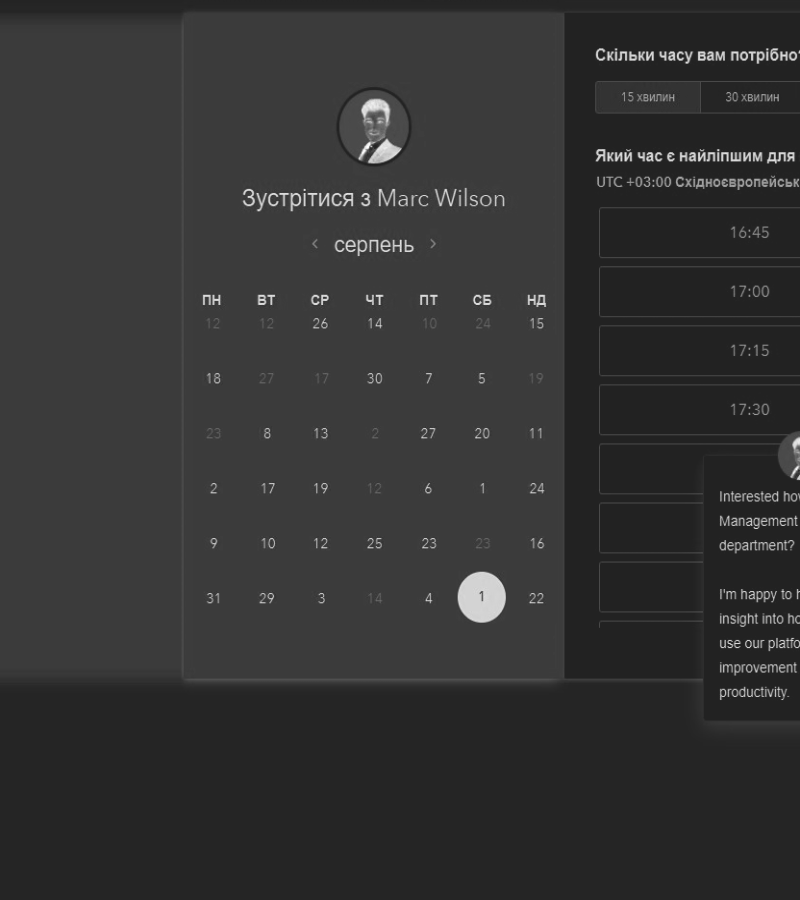 Зустрітися з Marc Wilson
‹ серпень ›
ПН ВТ СР ЧТ ПТ СБ НД
12 12 26 14 10 24 15
18 27 17 30 7 5 19
23 8 13 2 27 20 11
2 17 19 12 6 1 24
9 10 12 25 23 23 16
31 29 3 14 4 1 22
Скільки часу вам потрібно?
15 хвилин 30 хвилин
Який час є найліпшим для
UTC +03:00 Східноєвропейськ
16:45
17:00
17:15
17:30
Interested how
Management
department?
I'm happy to h
insight into ho
use our platfo
improvement
productivity.